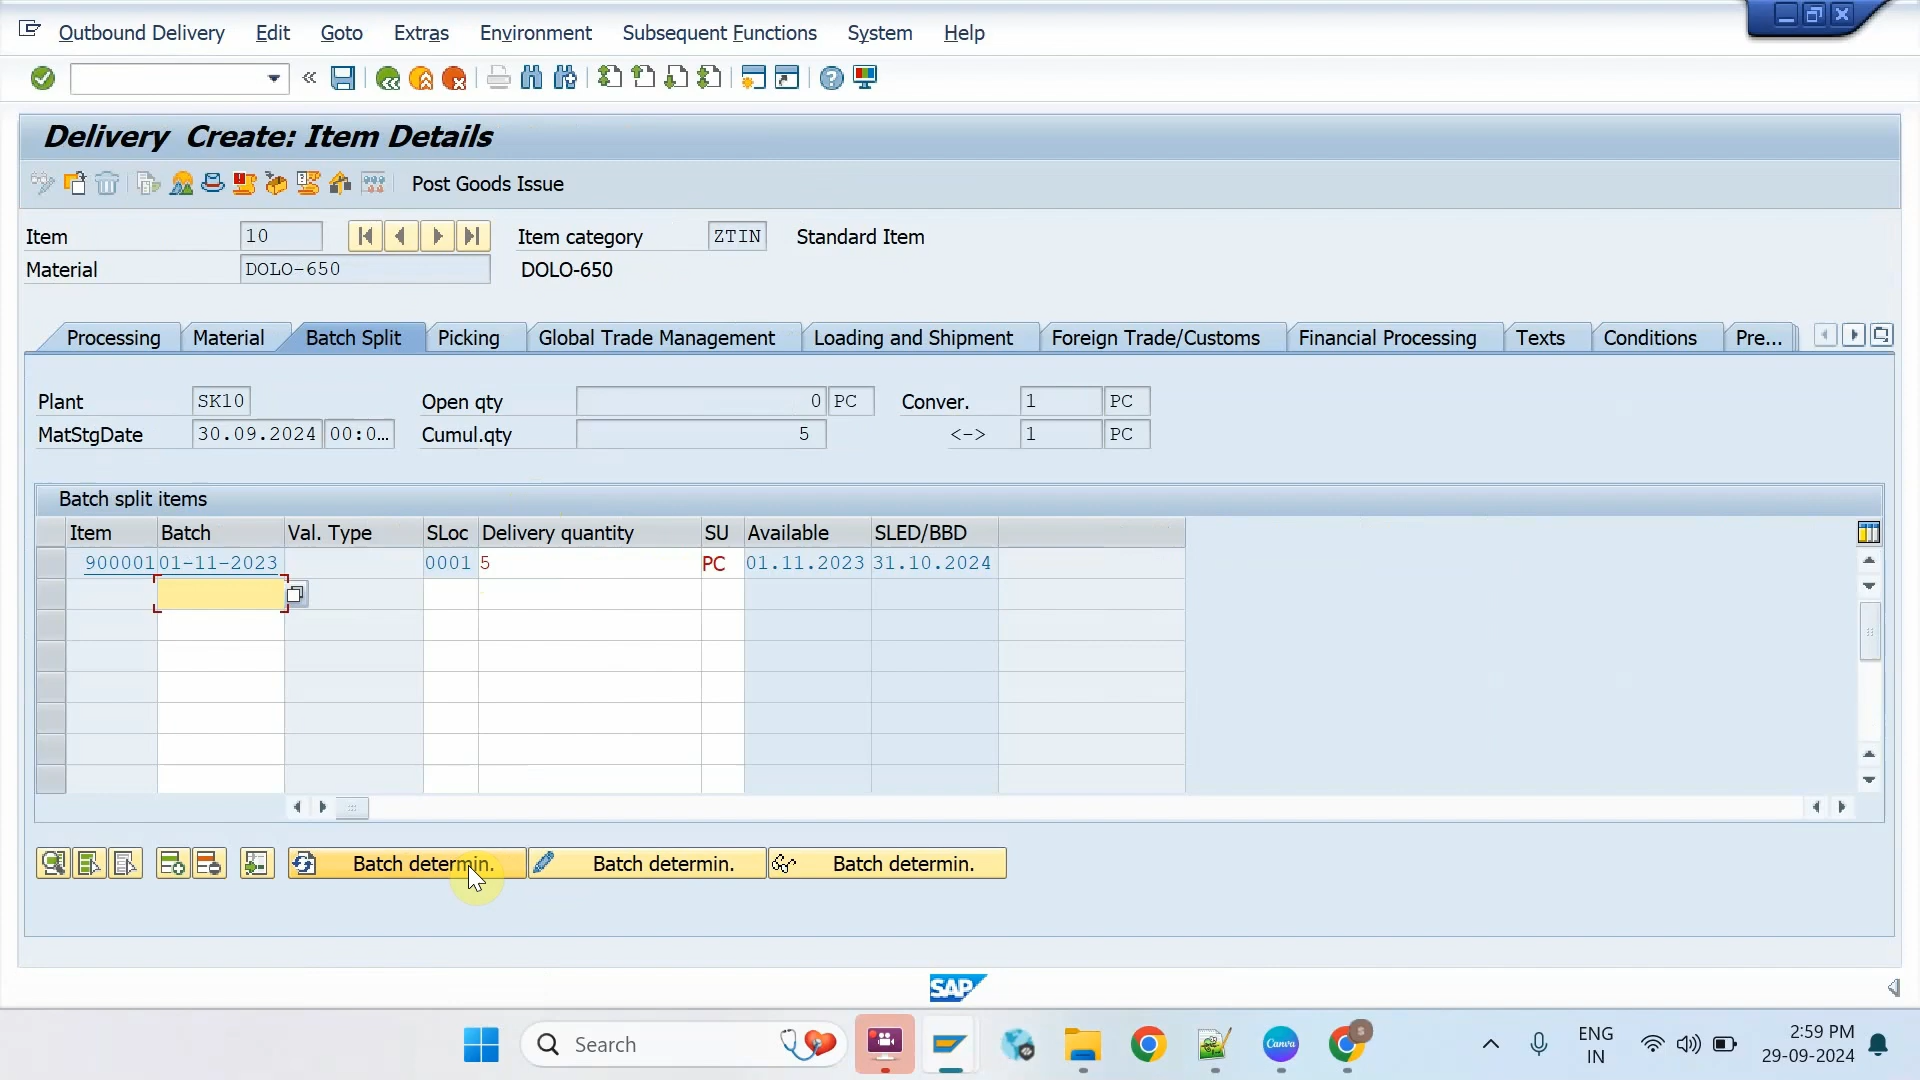 Outbound Delivery Edit Goto Extras Environment Subsequent Functions System Help
Delivery Create: Item Details
Post Goods Issue
Item 10 Item category ZTIN Standard Item
Material DOLO-650 DOLO-650
Processing Material Batch Split Picking Global Trade Management Loading and Shipment Foreign Trade/Customs Financial Processing Texts Conditions Pre...
Plant SK10 Open qty 0 PC Conver. 1 PC
MatStgDate 30.09.2024 00:0... Cumul.qty 5 <-> 1 PC
Batch split items
Item Batch Val. Type SLoc Delivery quantity SU Available SLED/BBD
900001 01-11-2023 0001 5 PC 01.11.2023 31.10.2024
Batch determin. Batch determin. Batch determin.
SAP
Search Canva S ENG IN 2:59 PM 29-09-2024